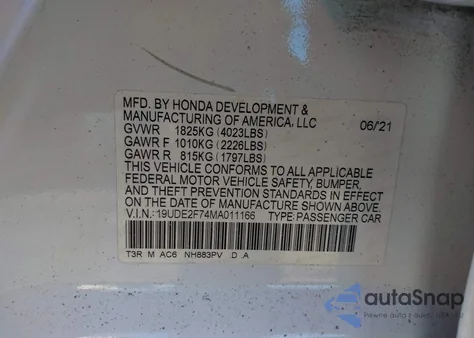 MFD. BY HONDA DEVELOPMENT &
MANUFACTURING OF AMERICA, LLC 06/21
GVWR 1825KG (4023LBS)
GAWR F 1010KG (2226LBS)
GAWR R 815KG (1797LBS)
THIS VEHICLE CONFORMS TO ALL APPLICABLE
FEDERAL MOTOR VEHICLE SAFETY, BUMPER,
AND THEFT PREVENTION STANDARDS IN EFFECT
ON THE DATE OF MANUFACTURE SHOWN ABOVE.
V.I.N.: 19UDE2F74MA011166 TYPE: PASSENGER CAR
T3R M AC6 NH883PV D .A
autoSnap
Pewne auta z